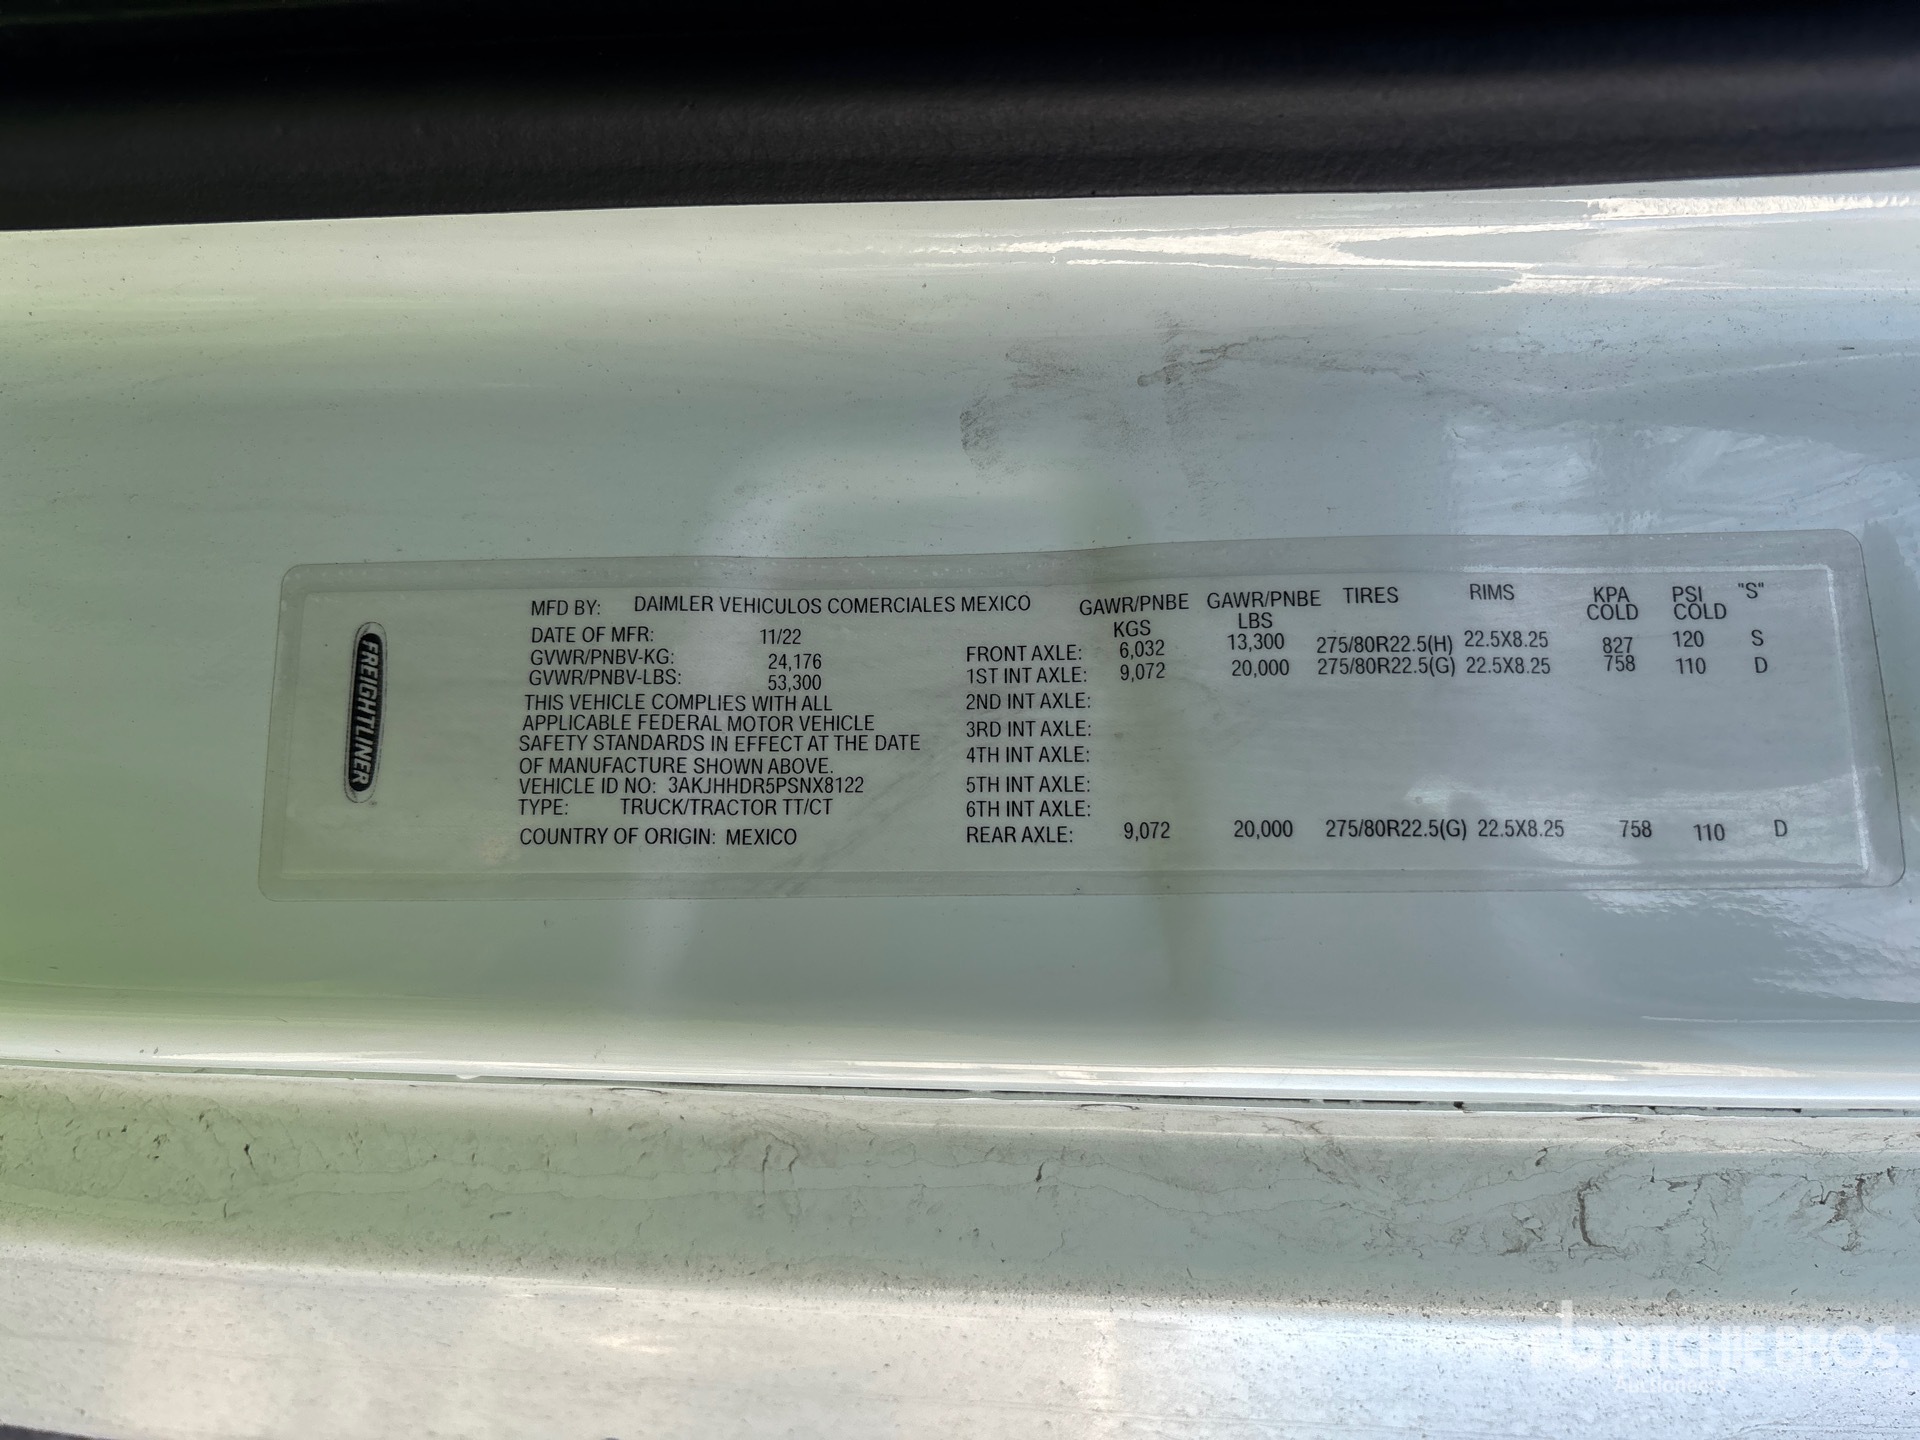 FREIGHTLINER
MFD BY: DAIMLER VEHICULOS COMERCIALES MEXICO
DATE OF MFR: 11/22
GVWR/PNBV-KG: 24,176
GVWR/PNBV-LBS: 53,300
THIS VEHICLE COMPLIES WITH ALL
APPLICABLE FEDERAL MOTOR VEHICLE
SAFETY STANDARDS IN EFFECT AT THE DATE
OF MANUFACTURE SHOWN ABOVE.
VEHICLE ID NO: 3AKJHHDR5PSNX8122
TYPE: TRUCK/TRACTOR TT/CT
COUNTRY OF ORIGIN: MEXICO
GAWR/PNBE GAWR/PNBE TIRES RIMS KPA PSI "S"
KGS LBS COLD COLD
FRONT AXLE: 6,032 13,300 275/80R22.5(H) 22.5X8.25 827 120 S
1ST INT AXLE: 9,072 20,000 275/80R22.5(G) 22.5X8.25 758 110 D
2ND INT AXLE:
3RD INT AXLE:
4TH INT AXLE:
5TH INT AXLE:
6TH INT AXLE:
REAR AXLE: 9,072 20,000 275/80R22.5(G) 22.5X8.25 758 110 D
rb RITCHIE BROS.
Auctioneers